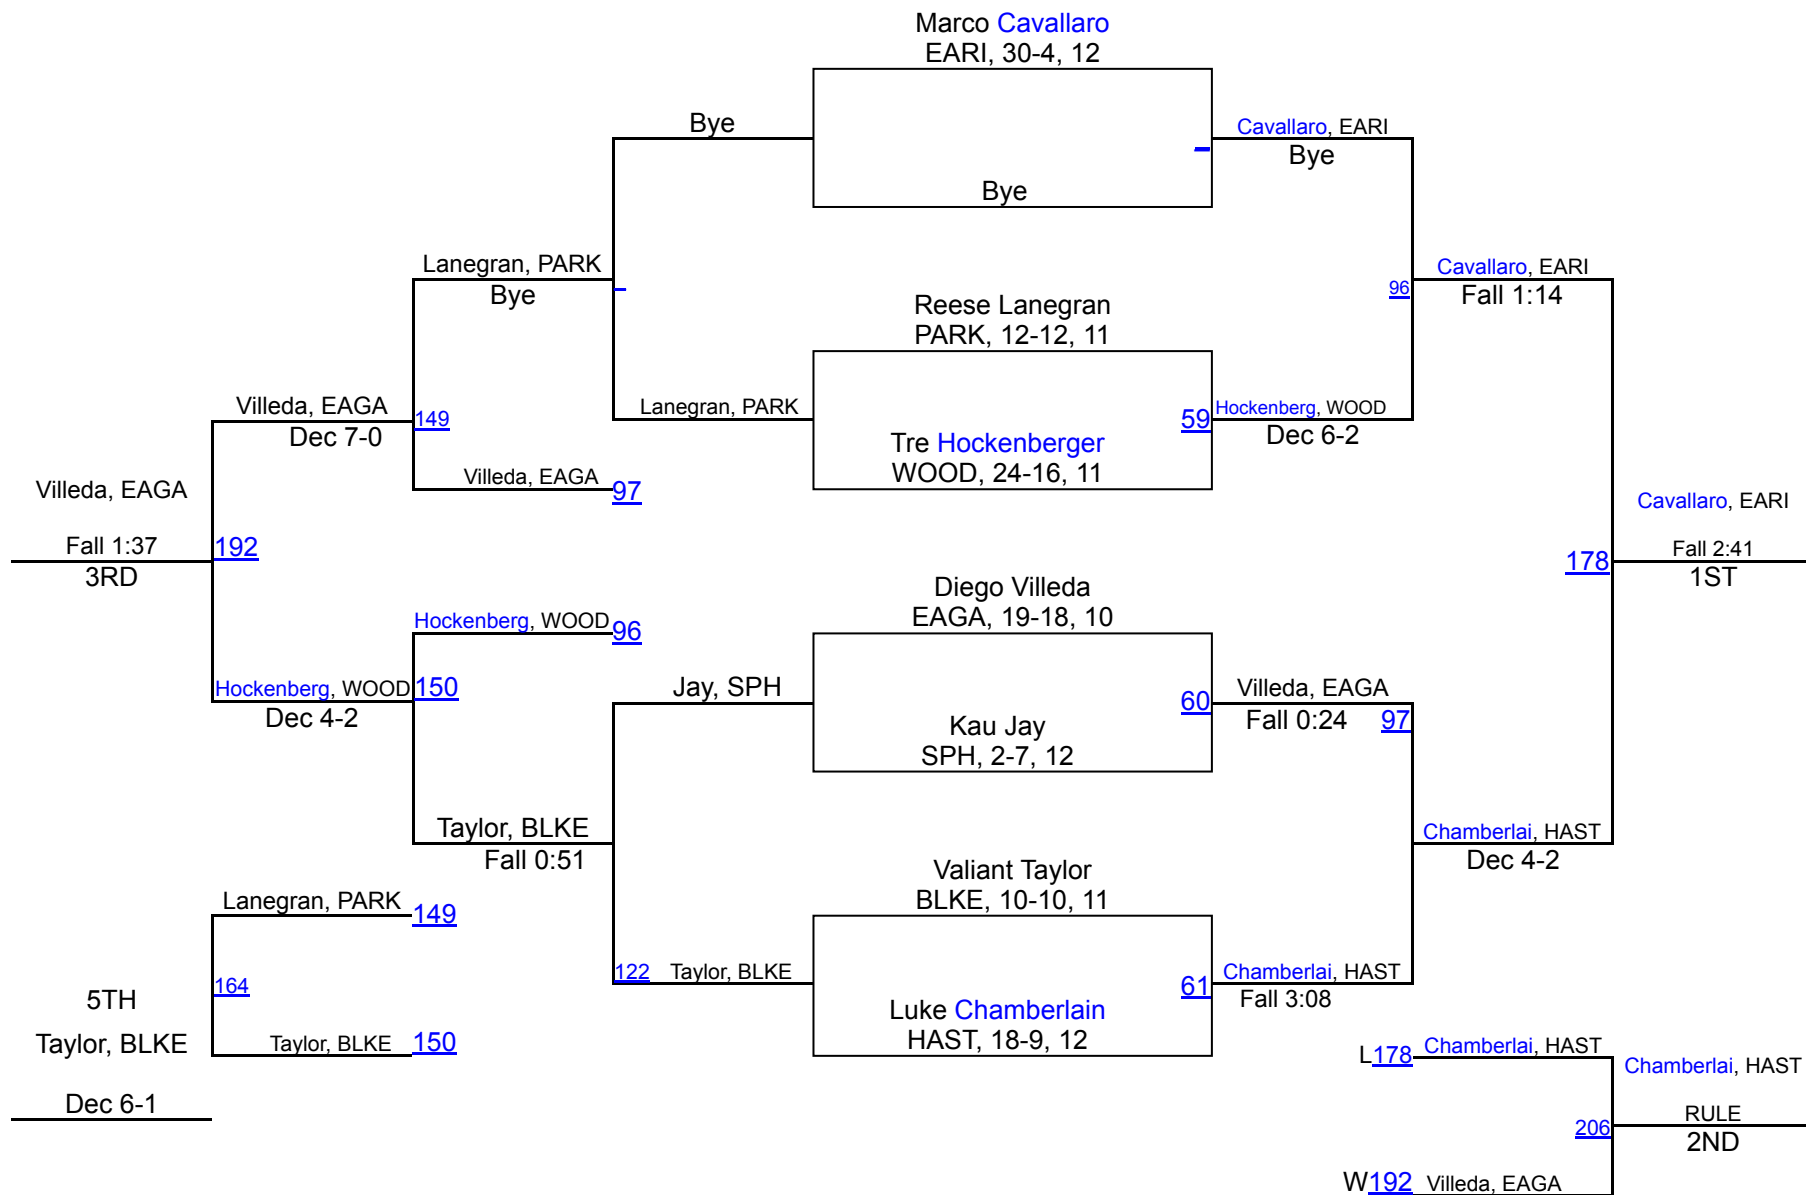 Marco Cavallaro
EARI, 30-4, 12
Bye
Cavallaro, EARI
Bye
Bye
Lanegran, PARK
Bye
Cavallaro, EARI
Fall 1:14
96
Reese Lanegran
PARK, 12-12, 11
Lanegran, PARK
59
Hockenberg, WOOD
Dec 6-2
Tre Hockenberger
WOOD, 24-16, 11
Villeda, EAGA
Dec 7-0
149
Villeda, EAGA
97
Villeda, EAGA
Fall 1:37
3RD
192
Cavallaro, EARI
178
Fall 2:41
1ST
Diego Villeda
EAGA, 19-18, 10
Hockenberg, WOOD
96
Hockenberg, WOOD
150
Dec 4-2
Jay, SPH
60
Villeda, EAGA
Fall 0:24
97
Kau Jay
SPH, 2-7, 12
Taylor, BLKE
Fall 0:51
Chamberlai, HAST
Dec 4-2
Valiant Taylor
BLKE, 10-10, 11
Lanegran, PARK
149
122
Taylor, BLKE
61
Chamberlai, HAST
Fall 3:08
Luke Chamberlain
HAST, 18-9, 12
164
5TH
Taylor, BLKE
Taylor, BLKE
150
Dec 6-1
L178
Chamberlai, HAST
Chamberlai, HAST
206
RULE
2ND
W192
Villeda, EAGA